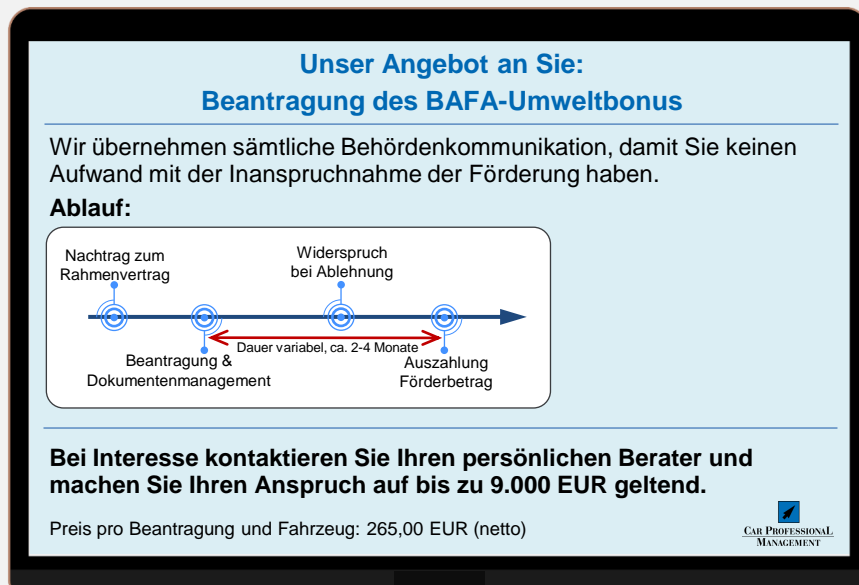 Unser Angebot an Sie:
Beantragung des BAFA-Umweltbonus
Wir übernehmen sämtliche Behördenkommunikation, damit Sie keinen
Aufwand mit der Inanspruchnahme der Förderung haben.
Ablauf:
Nachtrag zum
Rahmenvertrag
Widerspruch
bei Ablehnung
Dauer variabel, ca. 2-4 Monate
Beantragung &
Dokumentenmanagement
Auszahlung
Förderbetrag
Bei Interesse kontaktieren Sie Ihren persönlichen Berater und
machen Sie Ihren Anspruch auf bis zu 9.000 EUR geltend.
Preis pro Beantragung und Fahrzeug: 265,00 EUR (netto)
CAR PROFESSIONAL
MANAGEMENT